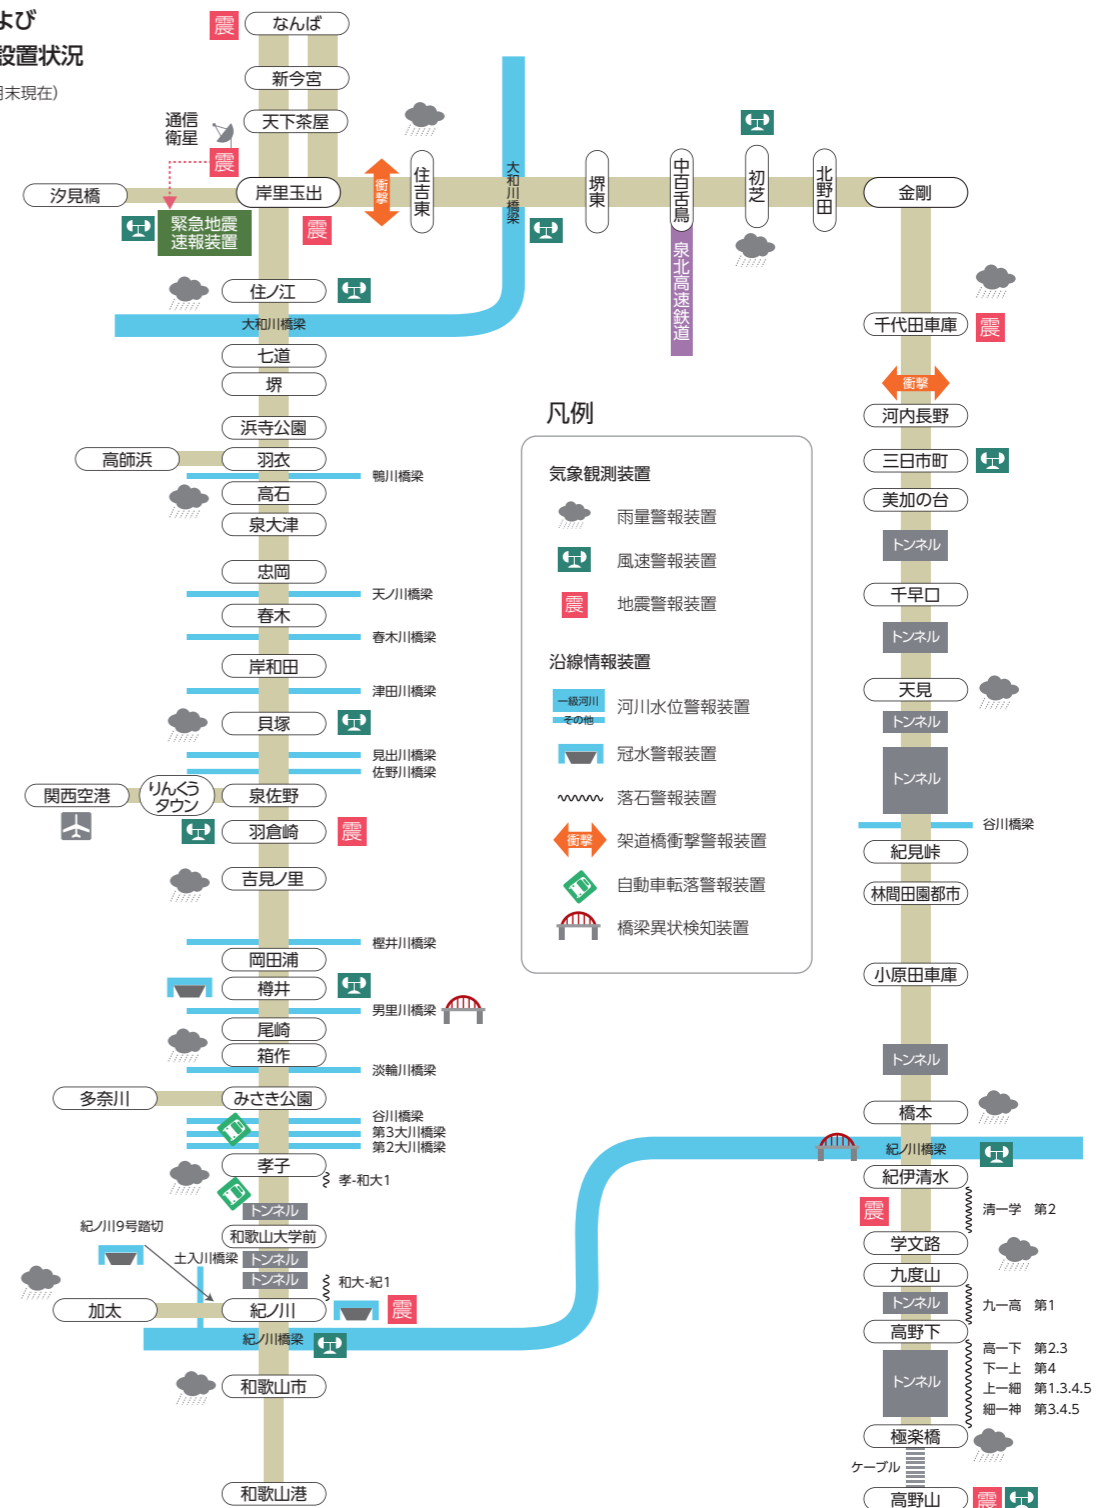 よび
設置状況
月末現在)
震
なんば
新今宮
天下茶屋
通信
衛星
震
汐見橋
岸里玉出
緊急地震
速報装置
震
衝撃
住吉東
大和川橋梁
堺東
中百舌鳥
泉北高速鉄道
初芝
北野田
金剛
千代田車庫
震
衝撃
河内長野
三日市町
美加の台
トンネル
千早口
トンネル
天見
トンネル
トンネル
谷川橋梁
紀見峠
林間田園都市
小原田車庫
トンネル
橋本
紀ノ川橋梁
紀伊清水
震
清ー学 第2
学文路
九度山
トンネル
九ー高 第1
高野下
高ー下 第2.3
下ー上 第4
上ー細 第1.3.4.5
細ー神 第3.4.5
トンネル
極楽橋
ケーブル
高野山
震
住ノ江
大和川橋梁
七道
堺
浜寺公園
高師浜
羽衣
鴨川橋梁
高石
泉大津
忠岡
天ノ川橋梁
春木
春木川橋梁
岸和田
津田川橋梁
貝塚
見出川橋梁
佐野川橋梁
関西空港
りんくう
タウン
泉佐野
羽倉崎
震
吉見ノ里
樫井川橋梁
岡田浦
樽井
男里川橋梁
尾崎
箱作
淡輪川橋梁
多奈川
みさき公園
谷川橋梁
第3大川橋梁
第2大川橋梁
孝子
孝-和大1
トンネル
和歌山大学前
紀ノ川9号踏切
土入川橋梁
トンネル
トンネル
和大-紀1
加太
紀ノ川
震
紀ノ川橋梁
和歌山市
和歌山港
凡例
気象観測装置
雨量警報装置
風速警報装置
震
地震警報装置
沿線情報装置
一級河川
その他
河川水位警報装置
冠水警報装置
落石警報装置
衝撃
架道橋衝撃警報装置
自動車転落警報装置
橋梁異状検知装置